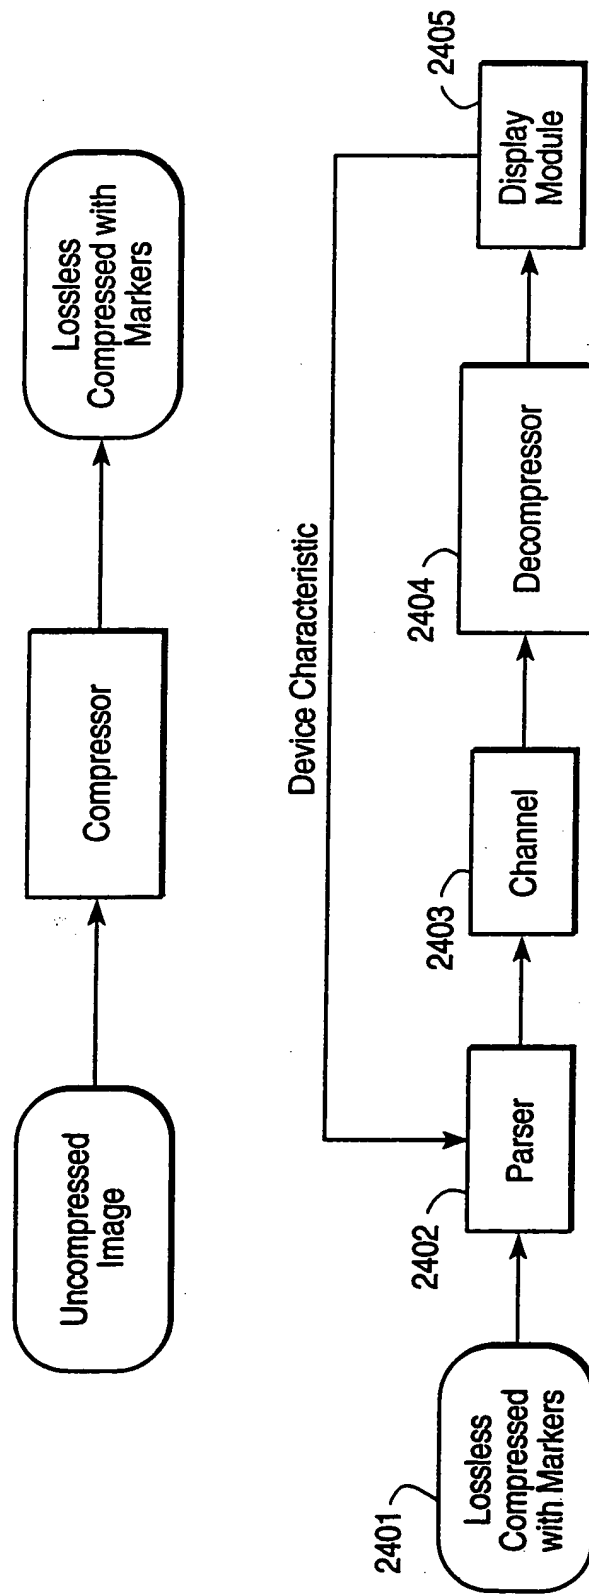 Uncompressed
Image
Compressor
Lossless
Compressed with
Markers
Device Characteristic
2401
Lossless
Compressed
with Markers
2402
Parser
2403
Channel
2404
Decompressor
2405
Display
Module